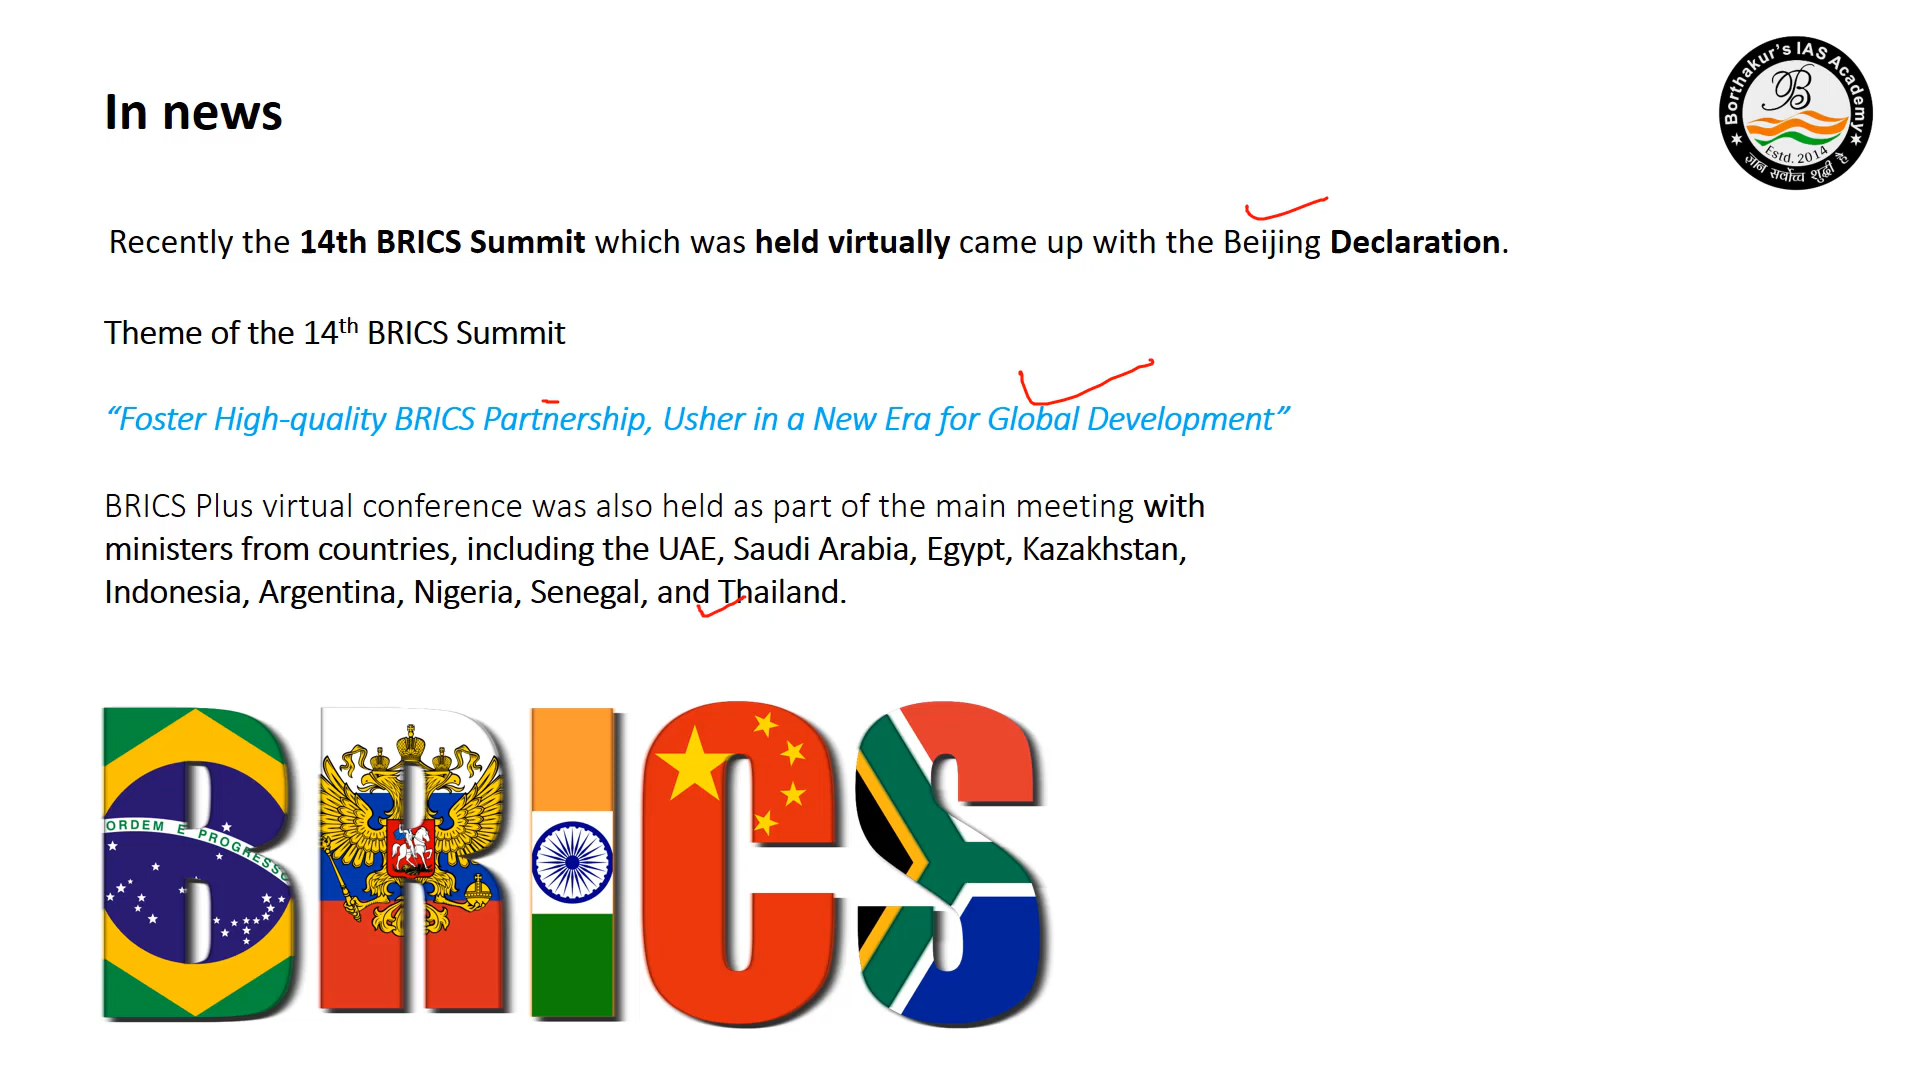 In news
Borthakur's IAS Academy
B
Estd. 2014
ज्ञान सर्वोच्च शुद्धी है
Recently the 14th BRICS Summit which was held virtually came up with the Beijing Declaration.
Theme of the 14th BRICS Summit
“Foster High-quality BRICS Partnership, Usher in a New Era for Global Development”
BRICS Plus virtual conference was also held as part of the main meeting with
ministers from countries, including the UAE, Saudi Arabia, Egypt, Kazakhstan,
Indonesia, Argentina, Nigeria, Senegal, and Thailand.
BRICS
ORDEM E PROGRESSO